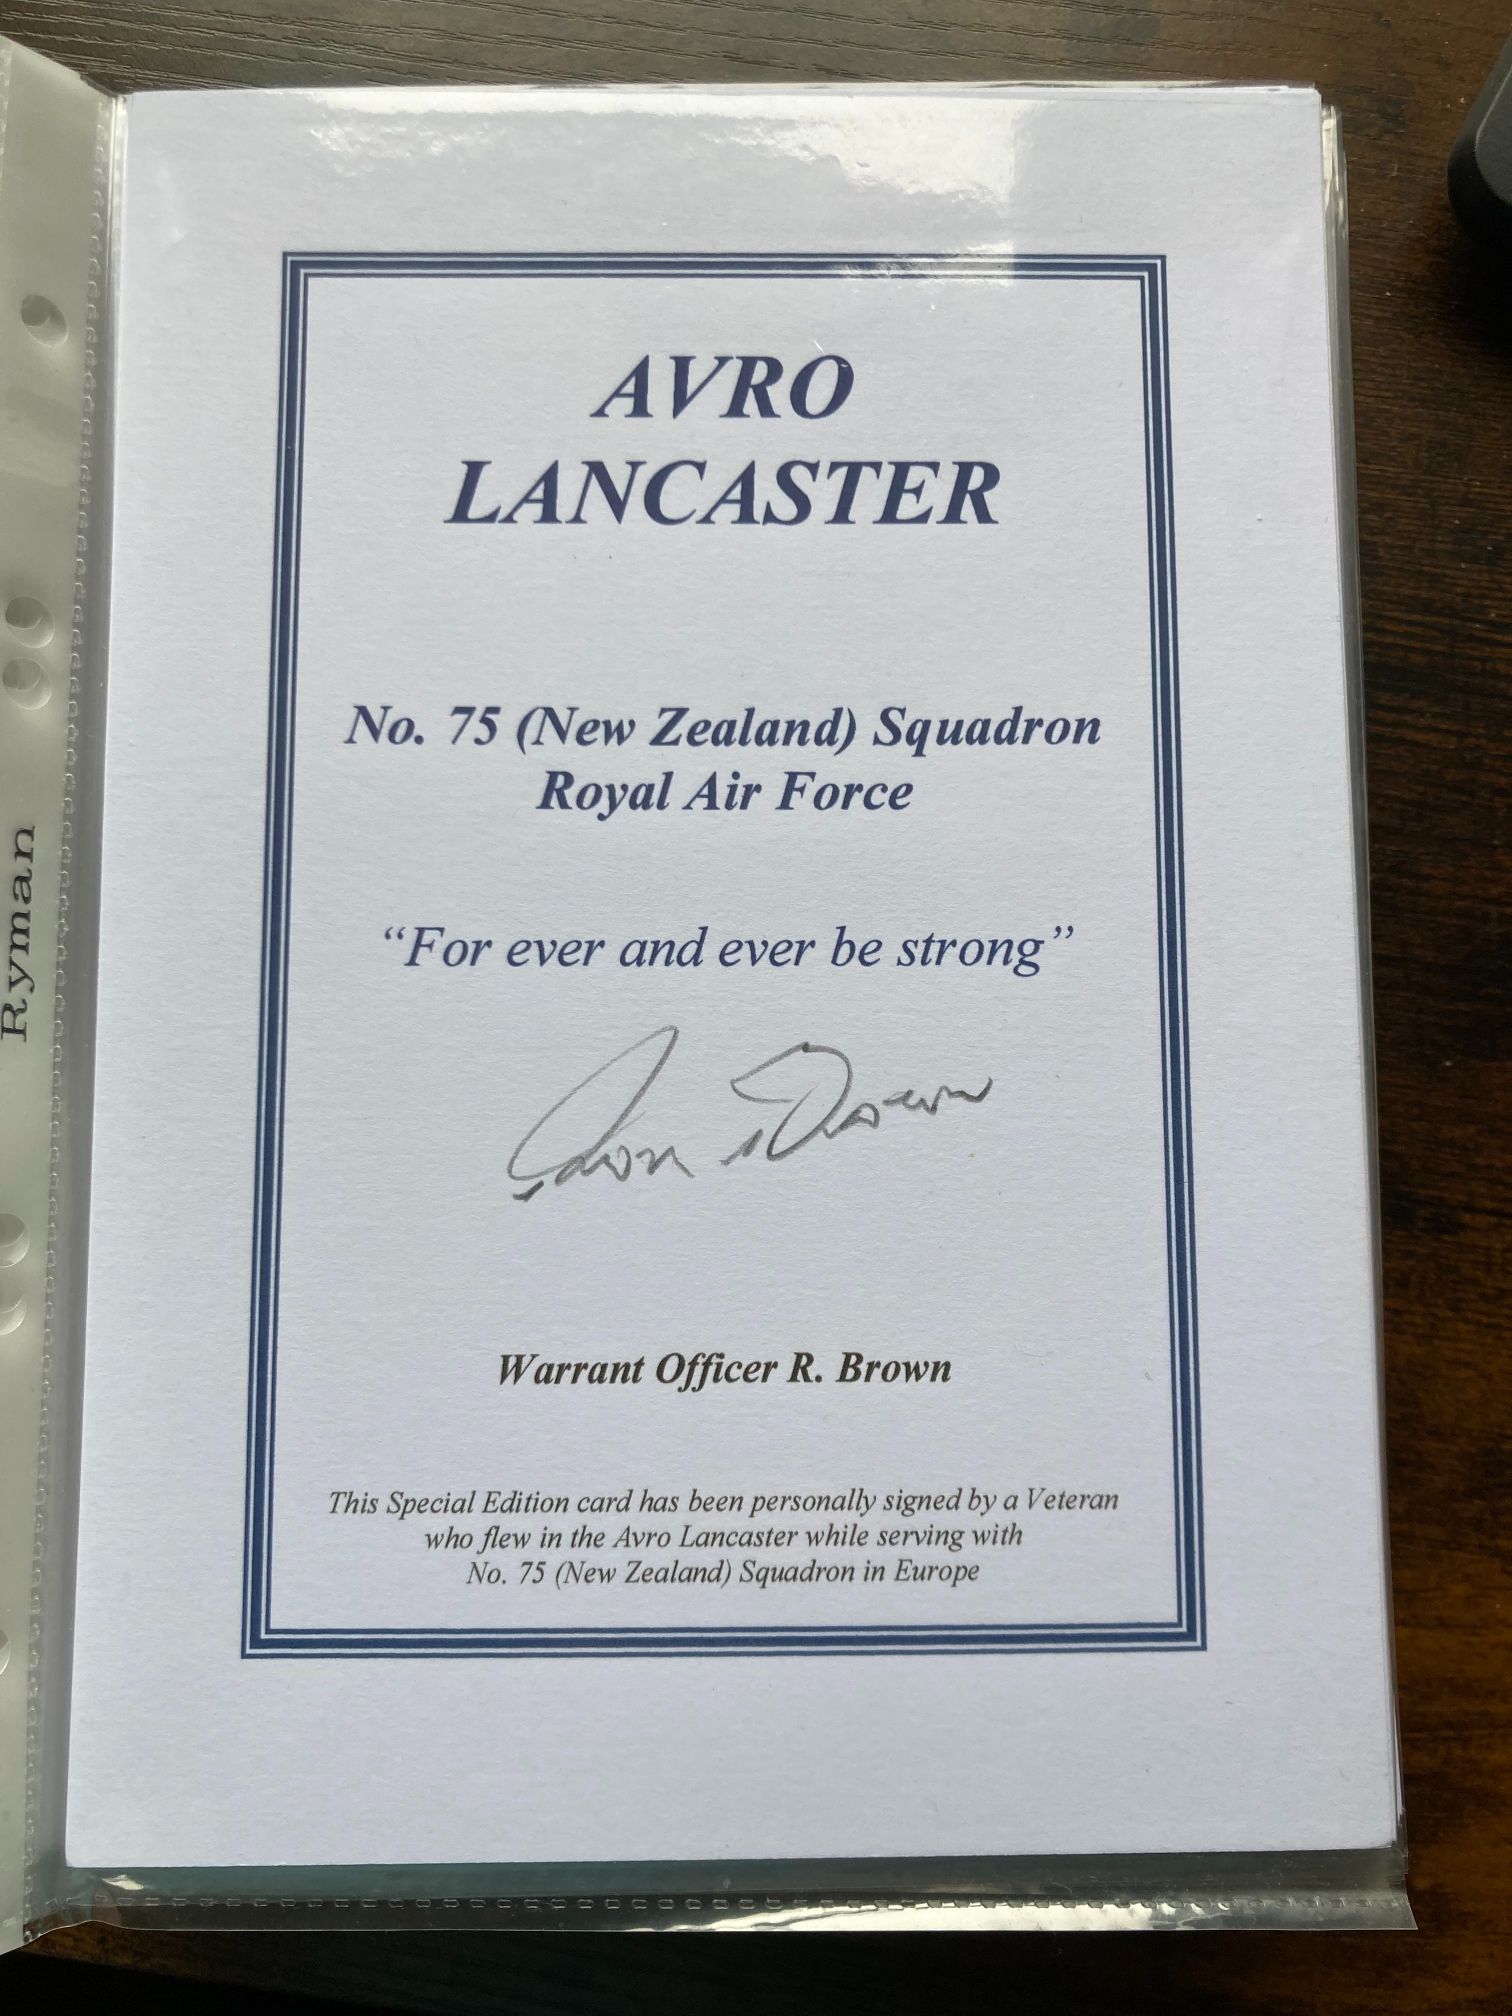 AVRO
LANCASTER
No. 75 (New Zealand) Squadron
Royal Air Force
“For ever and ever be strong”
Warrant Officer R. Brown
This Special Edition card has been personally signed by a Veteran
who flew in the Avro Lancaster while serving with
No. 75 (New Zealand) Squadron in Europe
Ryman